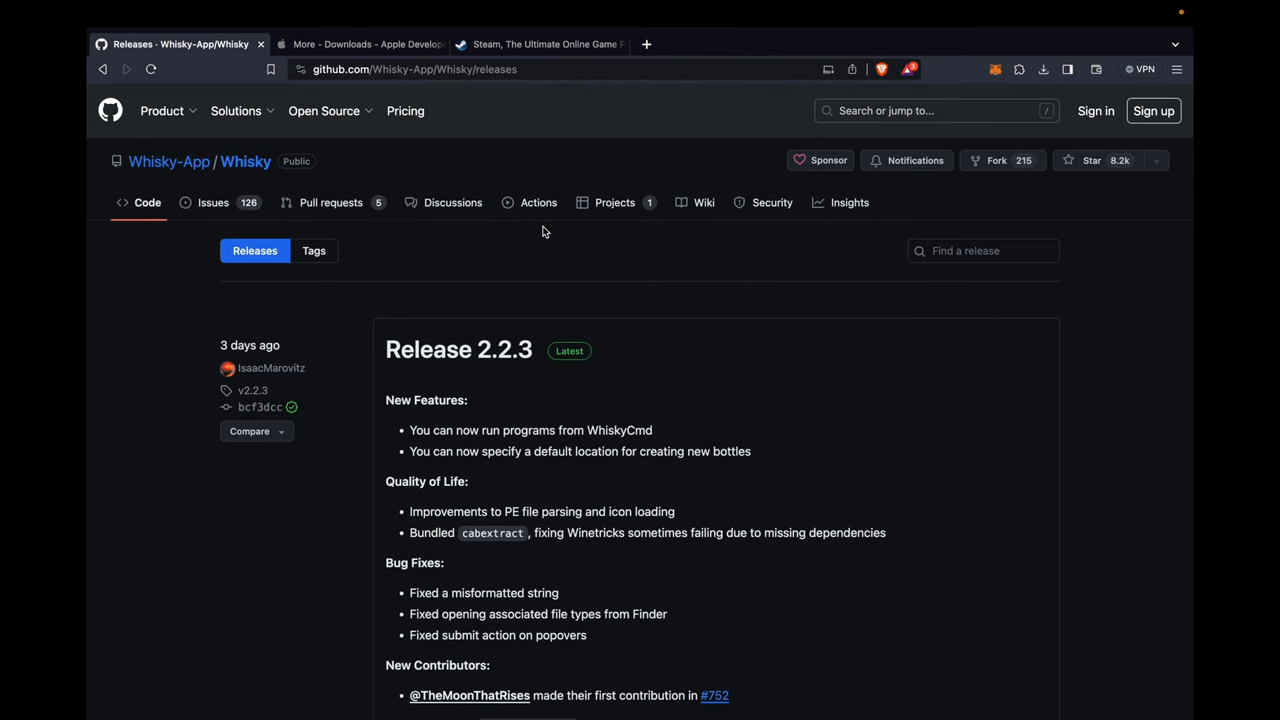 Releases · Whisky-App/Whisky
More - Downloads - Apple Develop
Steam, The Ultimate Online Game P
github.com/Whisky-App/Whisky/releases
3
VPN
Product
Solutions
Open Source
Pricing
Search or jump to...
/
Sign in
Sign up
Whisky-App / Whisky
Public
Sponsor
Notifications
Fork 215
Star 8.2k
Code
Issues 126
Pull requests 5
Discussions
Actions
Projects 1
Wiki
Security
Insights
Releases
Tags
Find a release
3 days ago
IsaacMarovitz
v2.2.3
bcf3dcc
Compare
Release 2.2.3
Latest
New Features:
• You can now run programs from WhiskyCmd
• You can now specify a default location for creating new bottles
Quality of Life:
• Improvements to PE file parsing and icon loading
• Bundled cabextract, fixing Winetricks sometimes failing due to missing dependencies
Bug Fixes:
• Fixed a misformatted string
• Fixed opening associated file types from Finder
• Fixed submit action on popovers
New Contributors:
• @TheMoonThatRises made their first contribution in #752